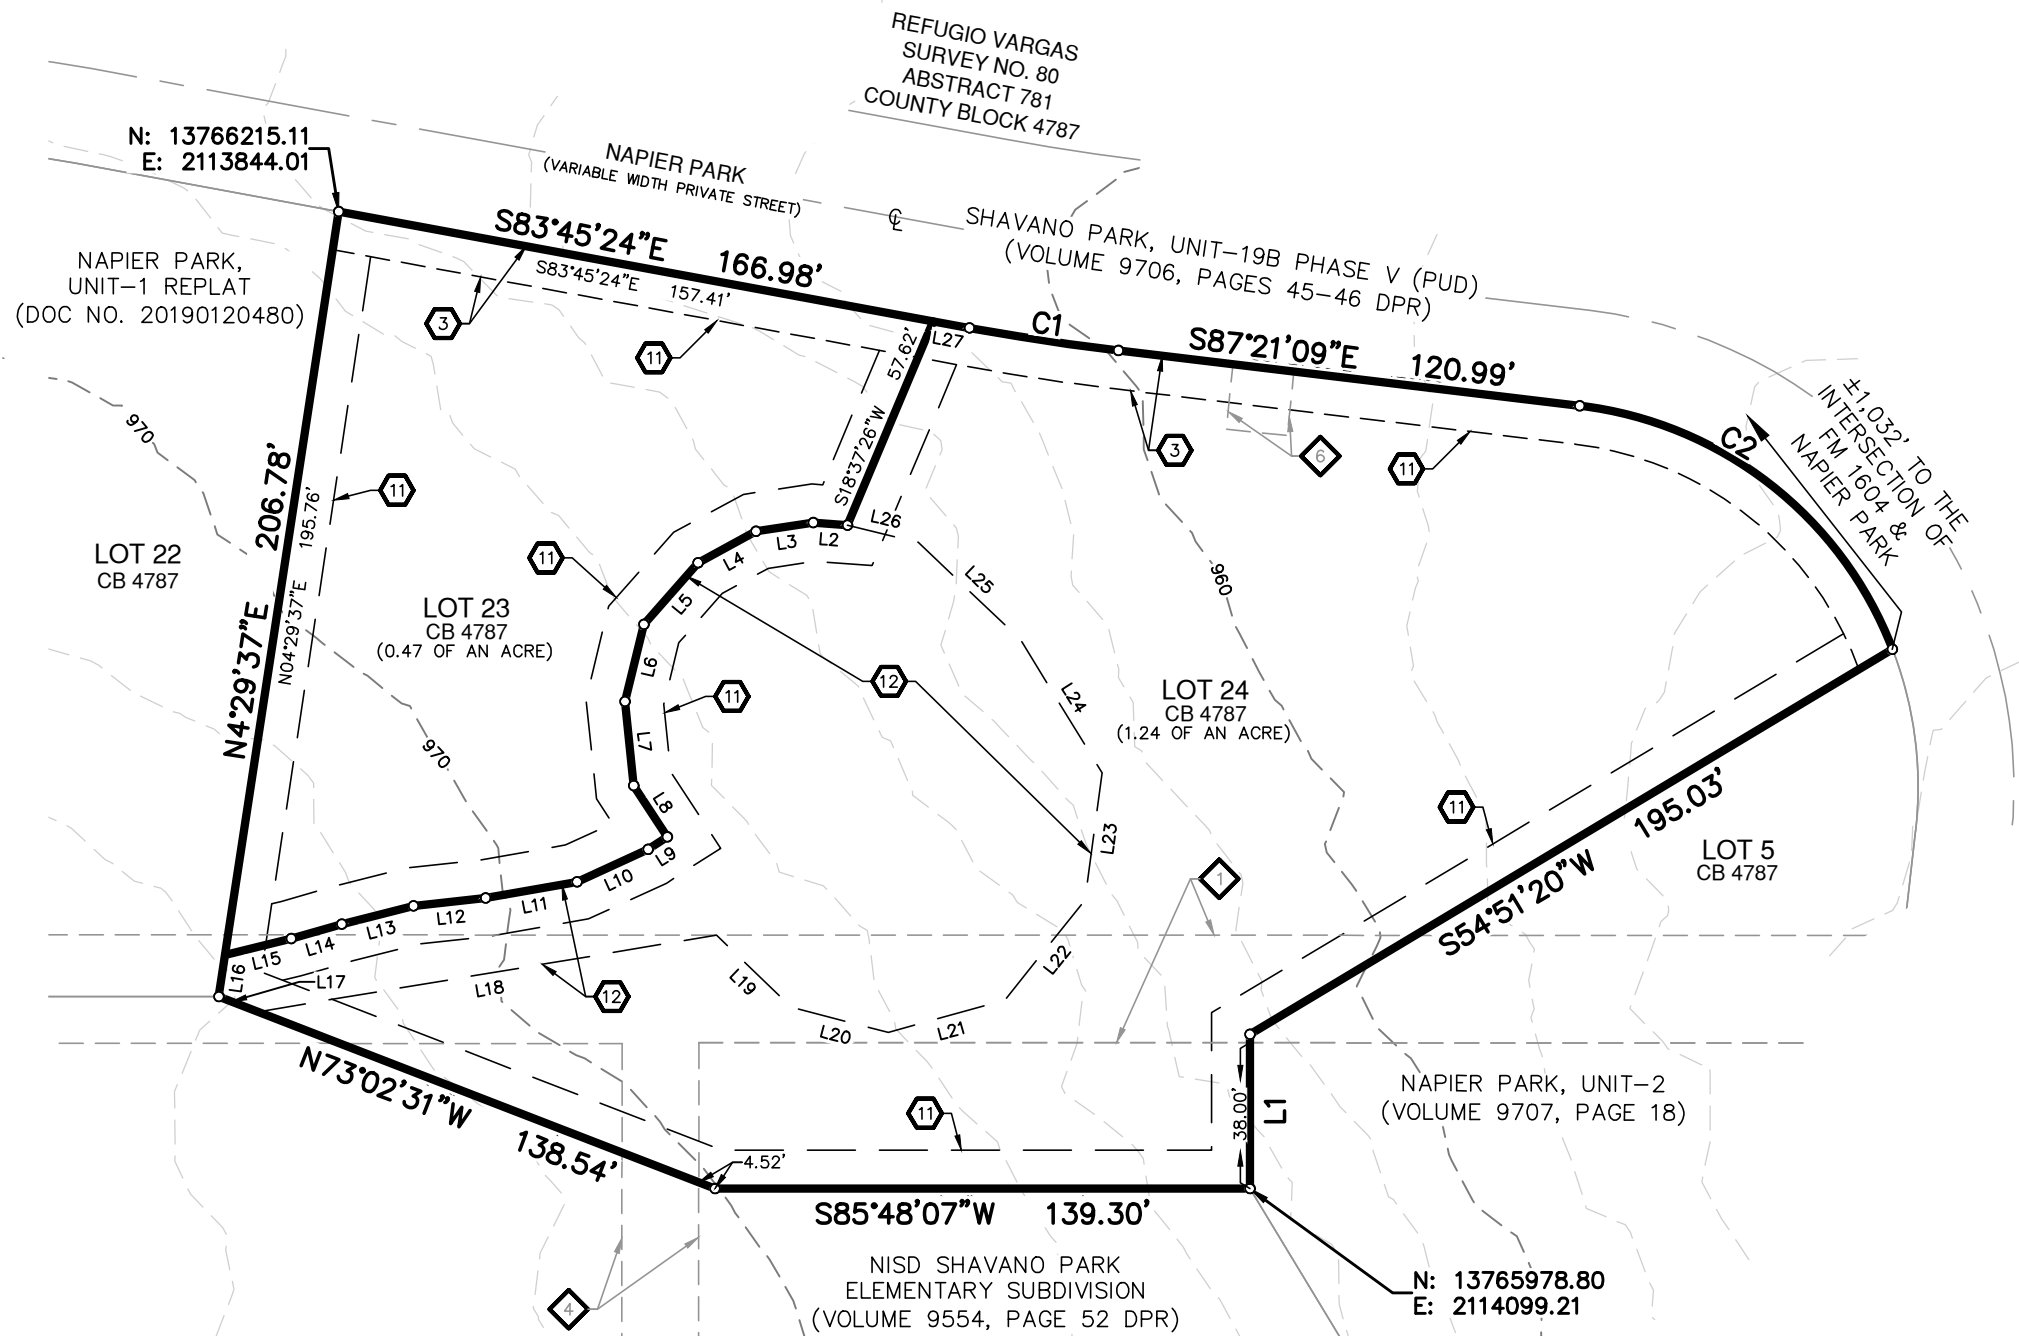 REFUGIO VARGAS
SURVEY NO. 80
ABSTRACT 781
COUNTY BLOCK 4787
N: 13766215.11
E: 2113844.01
NAPIER PARK
(VARIABLE WIDTH PRIVATE STREET)
℄
SHAVANO PARK, UNIT-19B PHASE V (PUD)
(VOLUME 9706, PAGES 45-46 DPR)
NAPIER PARK,
UNIT-1 REPLAT
(DOC NO. 20190120480)
S83°45'24"E 166.98'
S83°45'24"E 157.41'
3
11
L27
C1
S87°21'09"E 120.99'
C2
±1,032' TO THE
INTERSECTION OF
FM 1604 &
NAPIER PARK
57.62'
S18°37'26"W
3
6
11
970
11
N4°29'37"E 206.78'
N04°29'37"E 195.76'
LOT 22
CB 4787
LOT 23
CB 4787
(0.47 OF AN ACRE)
11
L26
L2
L3
L4
L5
L6
L7
L8
L9
L10
L11
L12
L13
L14
L15
L16
L17
L18
L19
L20
L21
L22
L23
L24
L25
960
970
11
12
LOT 24
CB 4787
(1.24 OF AN ACRE)
11
1
195.03'
S54°51'20"W
LOT 5
CB 4787
12
N73°02'31"W 138.54'
11
4.52'
38.00'
L1
NAPIER PARK, UNIT-2
(VOLUME 9707, PAGE 18)
S85°48'07"W 139.30'
NISD SHAVANO PARK
ELEMENTARY SUBDIVISION
(VOLUME 9554, PAGE 52 DPR)
4
N: 13765978.80
E: 2114099.21